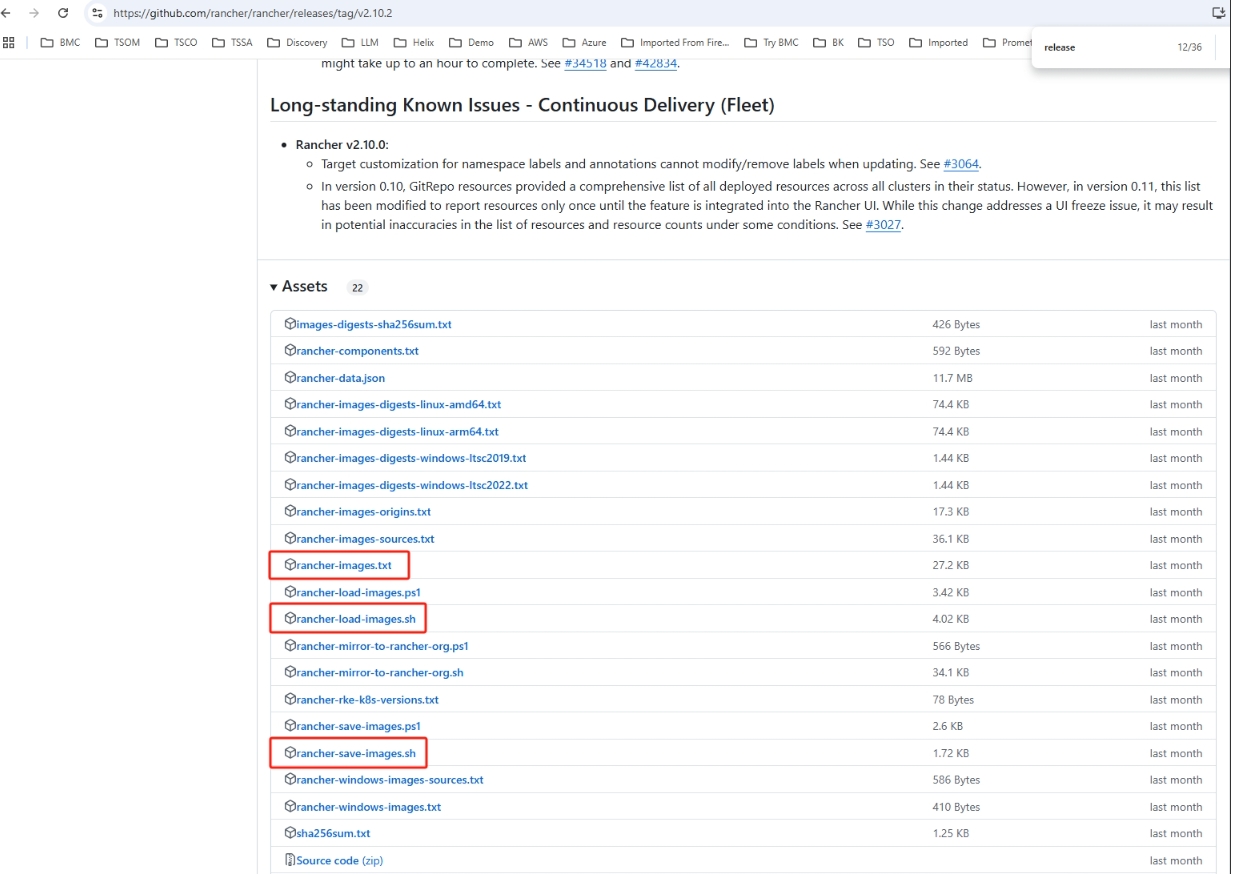 https://github.com/rancher/rancher/releases/tag/v2.10.2
BMC TSOM TSCO TSSA Discovery LLM Helix Demo AWS Azure Imported From Fire... Try BMC BK TSO Imported Promet
release 12/36
might take up to an hour to complete. See #34518 and #42834.
Long-standing Known Issues - Continuous Delivery (Fleet)
Rancher v2.10.0:
Target customization for namespace labels and annotations cannot modify/remove labels when updating. See #3064.
In version 0.10, GitRepo resources provided a comprehensive list of all deployed resources across all clusters in their status. However, in version 0.11, this list
has been modified to report resources only once until the feature is integrated into the Rancher UI. While this change addresses a UI freeze issue, it may result
in potential inaccuracies in the list of resources and resource counts under some conditions. See #3027.
Assets 22
images-digests-sha256sum.txt 426 Bytes last month
rancher-components.txt 592 Bytes last month
rancher-data.json 11.7 MB last month
rancher-images-digests-linux-amd64.txt 74.4 KB last month
rancher-images-digests-linux-arm64.txt 74.4 KB last month
rancher-images-digests-windows-ltsc2019.txt 1.44 KB last month
rancher-images-digests-windows-ltsc2022.txt 1.44 KB last month
rancher-images-origins.txt 17.3 KB last month
rancher-images-sources.txt 36.1 KB last month
rancher-images.txt 27.2 KB last month
rancher-load-images.ps1 3.42 KB last month
rancher-load-images.sh 4.02 KB last month
rancher-mirror-to-rancher-org.ps1 566 Bytes last month
rancher-mirror-to-rancher-org.sh 34.1 KB last month
rancher-rke-k8s-versions.txt 78 Bytes last month
rancher-save-images.ps1 2.6 KB last month
rancher-save-images.sh 1.72 KB last month
rancher-windows-images-sources.txt 586 Bytes last month
rancher-windows-images.txt 410 Bytes last month
sha256sum.txt 1.25 KB last month
Source code (zip) last month